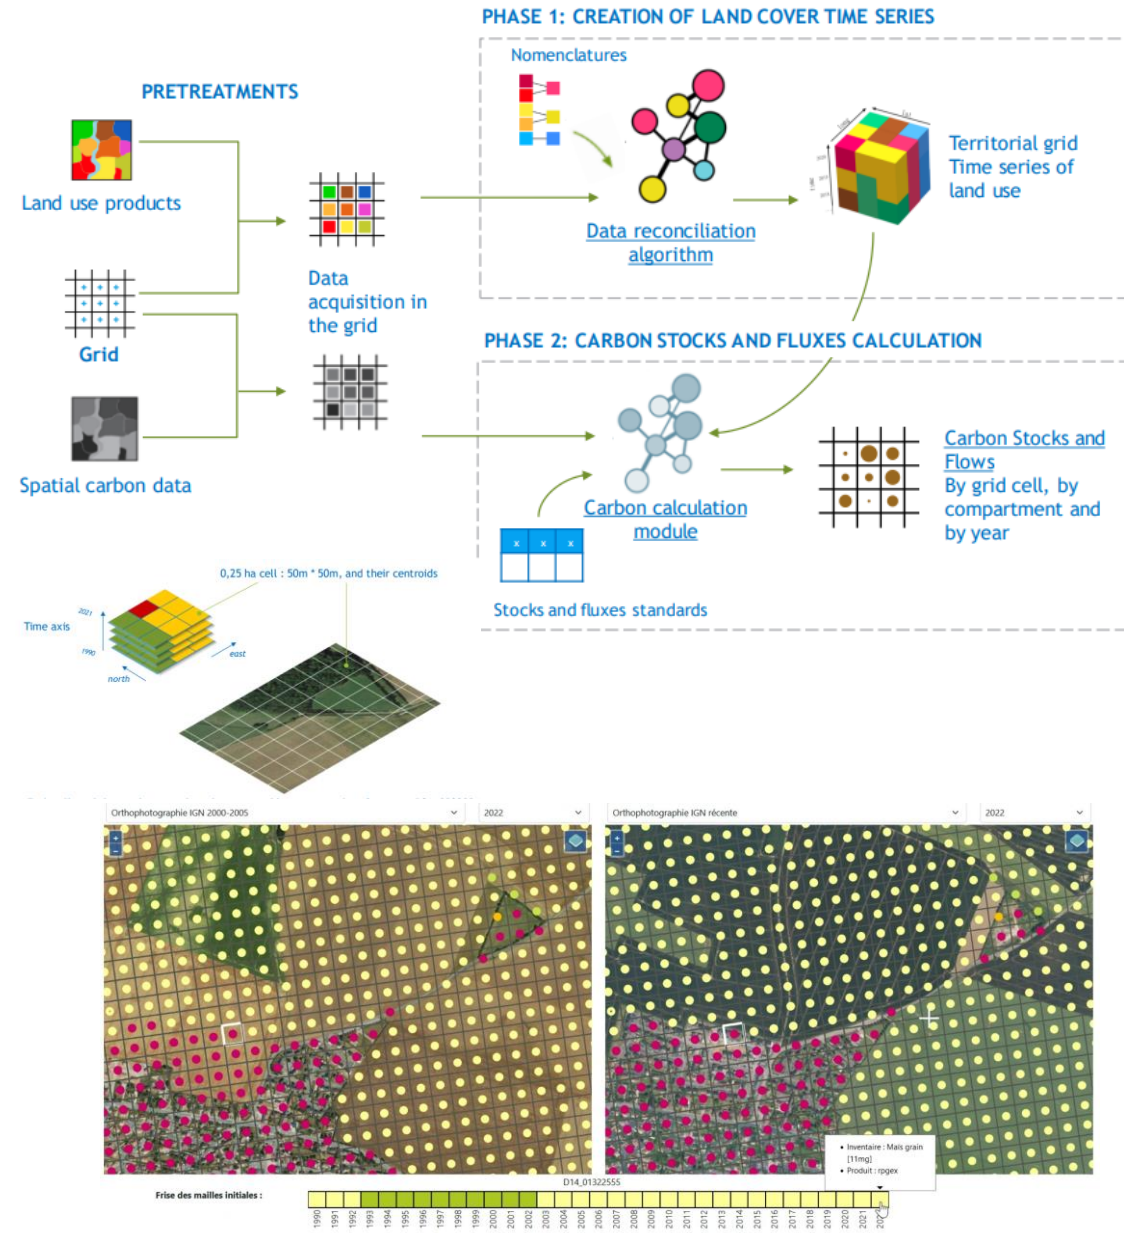 PHASE 1: CREATION OF LAND COVER TIME SERIES
Nomenclatures
PRETREATMENTS
Land use products
Data reconciliation
algorithm
Territorial grid
Time series of
land use
Data
acquisition in
the grid
Grid
PHASE 2: CARBON STOCKS AND FLUXES CALCULATION
Spatial carbon data
Carbon calculation
module
Carbon Stocks and
Flows
By grid cell, by
compartment and
by year
x x x
Stocks and fluxes standards
0,25 ha cell : 50m * 50m, and their centroids
2021
Time axis
1990
east
north
Orthophotographie IGN 2000-2005
2022
Orthophotographie IGN récente
2022
+
−
+
−
Inventaire : Maïs grain
[11mg]
Produit : rpgex
D14_01322555
Frise des mailles initiales :
1990 1991 1992 1993 1994 1995 1996 1997 1998 1999 2000 2001 2002 2003 2004 2005 2006 2007 2008 2009 2010 2011 2012 2013 2014 2015 2016 2017 2018 2019 2020 2021